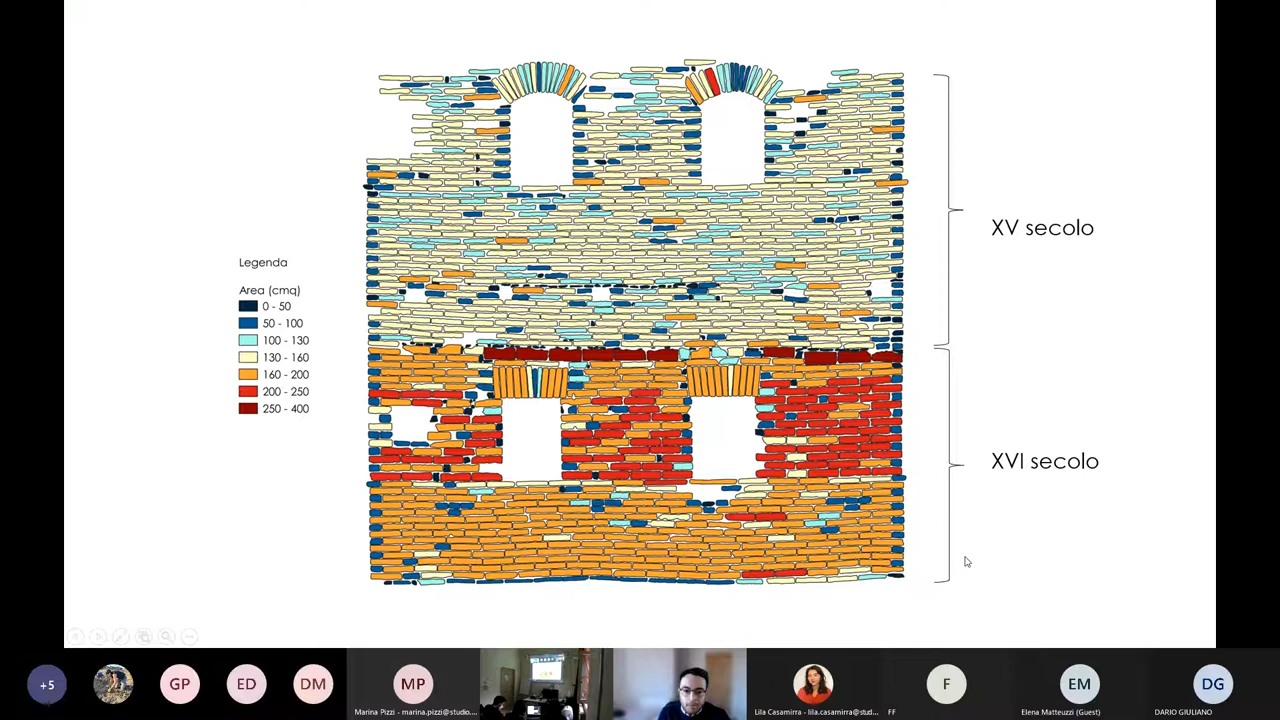 XV secolo
Legenda
Area (cmq)
0 - 50
50 - 100
100 - 130
130 - 160
160 - 200
200 - 250
250 - 400
XVI secolo
+5
GP
ED
DM
MP
F
EM
DG
Marina Pizzi - marina.pizzi@studio....
Lila Casamirra - lila.casamirra@stud...
FF
Elena Matteuzzi (Guest)
DARIO GIULIANO